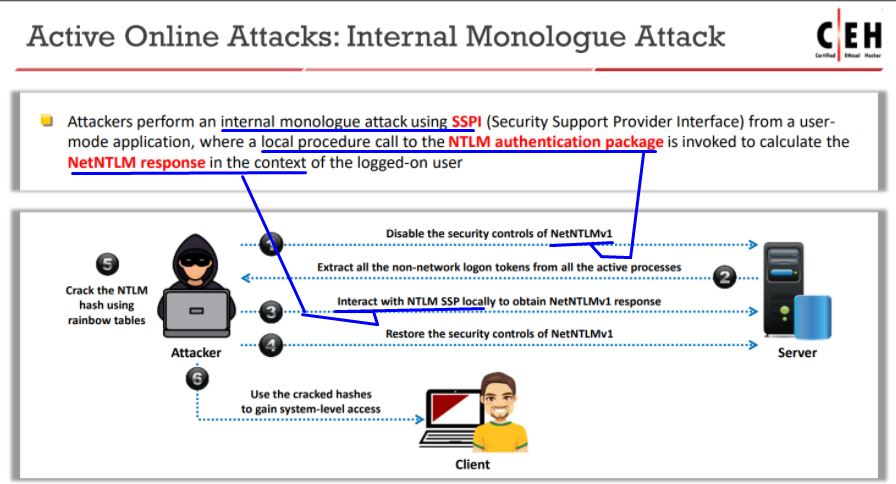 Active Online Attacks: Internal Monologue Attack
C|EH
Certified Ethical Hacker
Attackers perform an internal monologue attack using SSPI (Security Support Provider Interface) from a user-
mode application, where a local procedure call to the NTLM authentication package is invoked to calculate the
NetNTLM response in the context of the logged-on user
1
Disable the security controls of NetNTLMv1
Extract all the non-network logon tokens from all the active processes
2
3
Interact with NTLM SSP locally to obtain NetNTLMv1 response
4
Restore the security controls of NetNTLMv1
5
Crack the NTLM
hash using
rainbow tables
Attacker
Server
6
Use the cracked hashes
to gain system-level access
Client